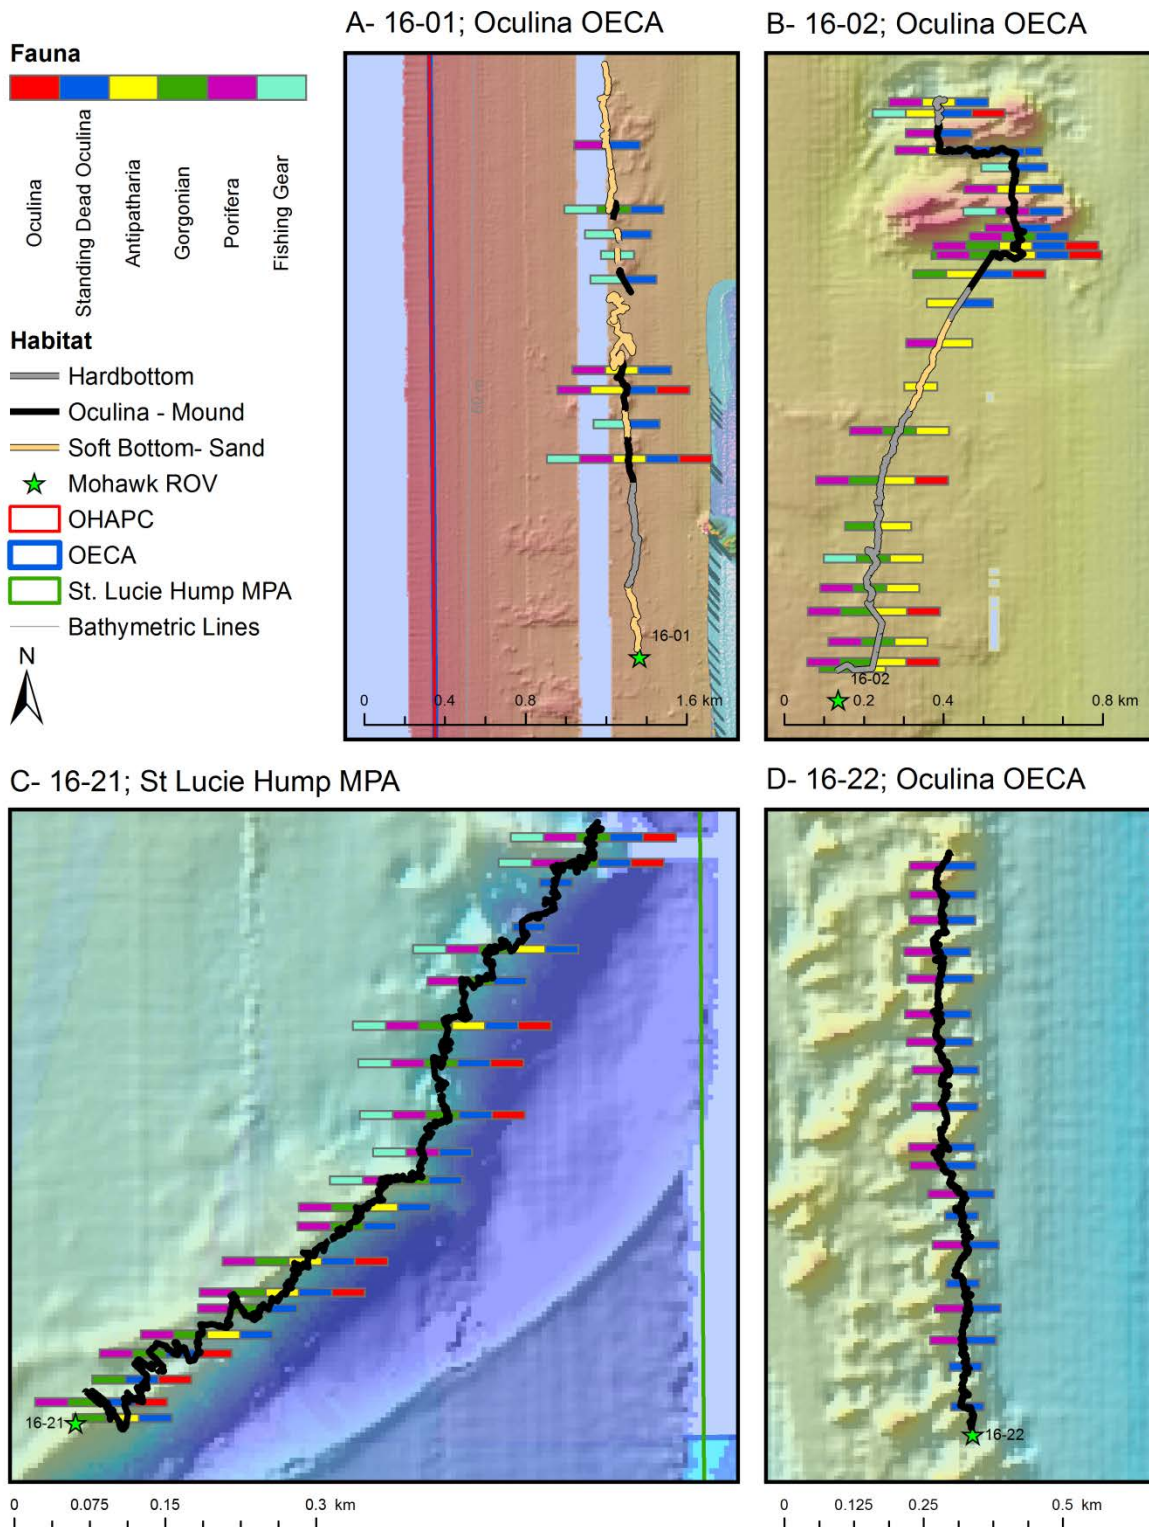 Fauna
Oculina
Standing Dead Oculina
Antipatharia
Gorgonian
Porifera
Fishing Gear
Habitat
Hardbottom
Oculina - Mound
Soft Bottom- Sand
Mohawk ROV
OHAPC
OECA
St. Lucie Hump MPA
Bathymetric Lines
N
A- 16-01; Oculina OECA
16-01
0 0.4 0.8 1.6 km
B- 16-02; Oculina OECA
16-02
0 0.2 0.4 0.8 km
C- 16-21; St Lucie Hump MPA
16-21
0 0.075 0.15 0.3 km
D- 16-22; Oculina OECA
16-22
0 0.125 0.25 0.5 km